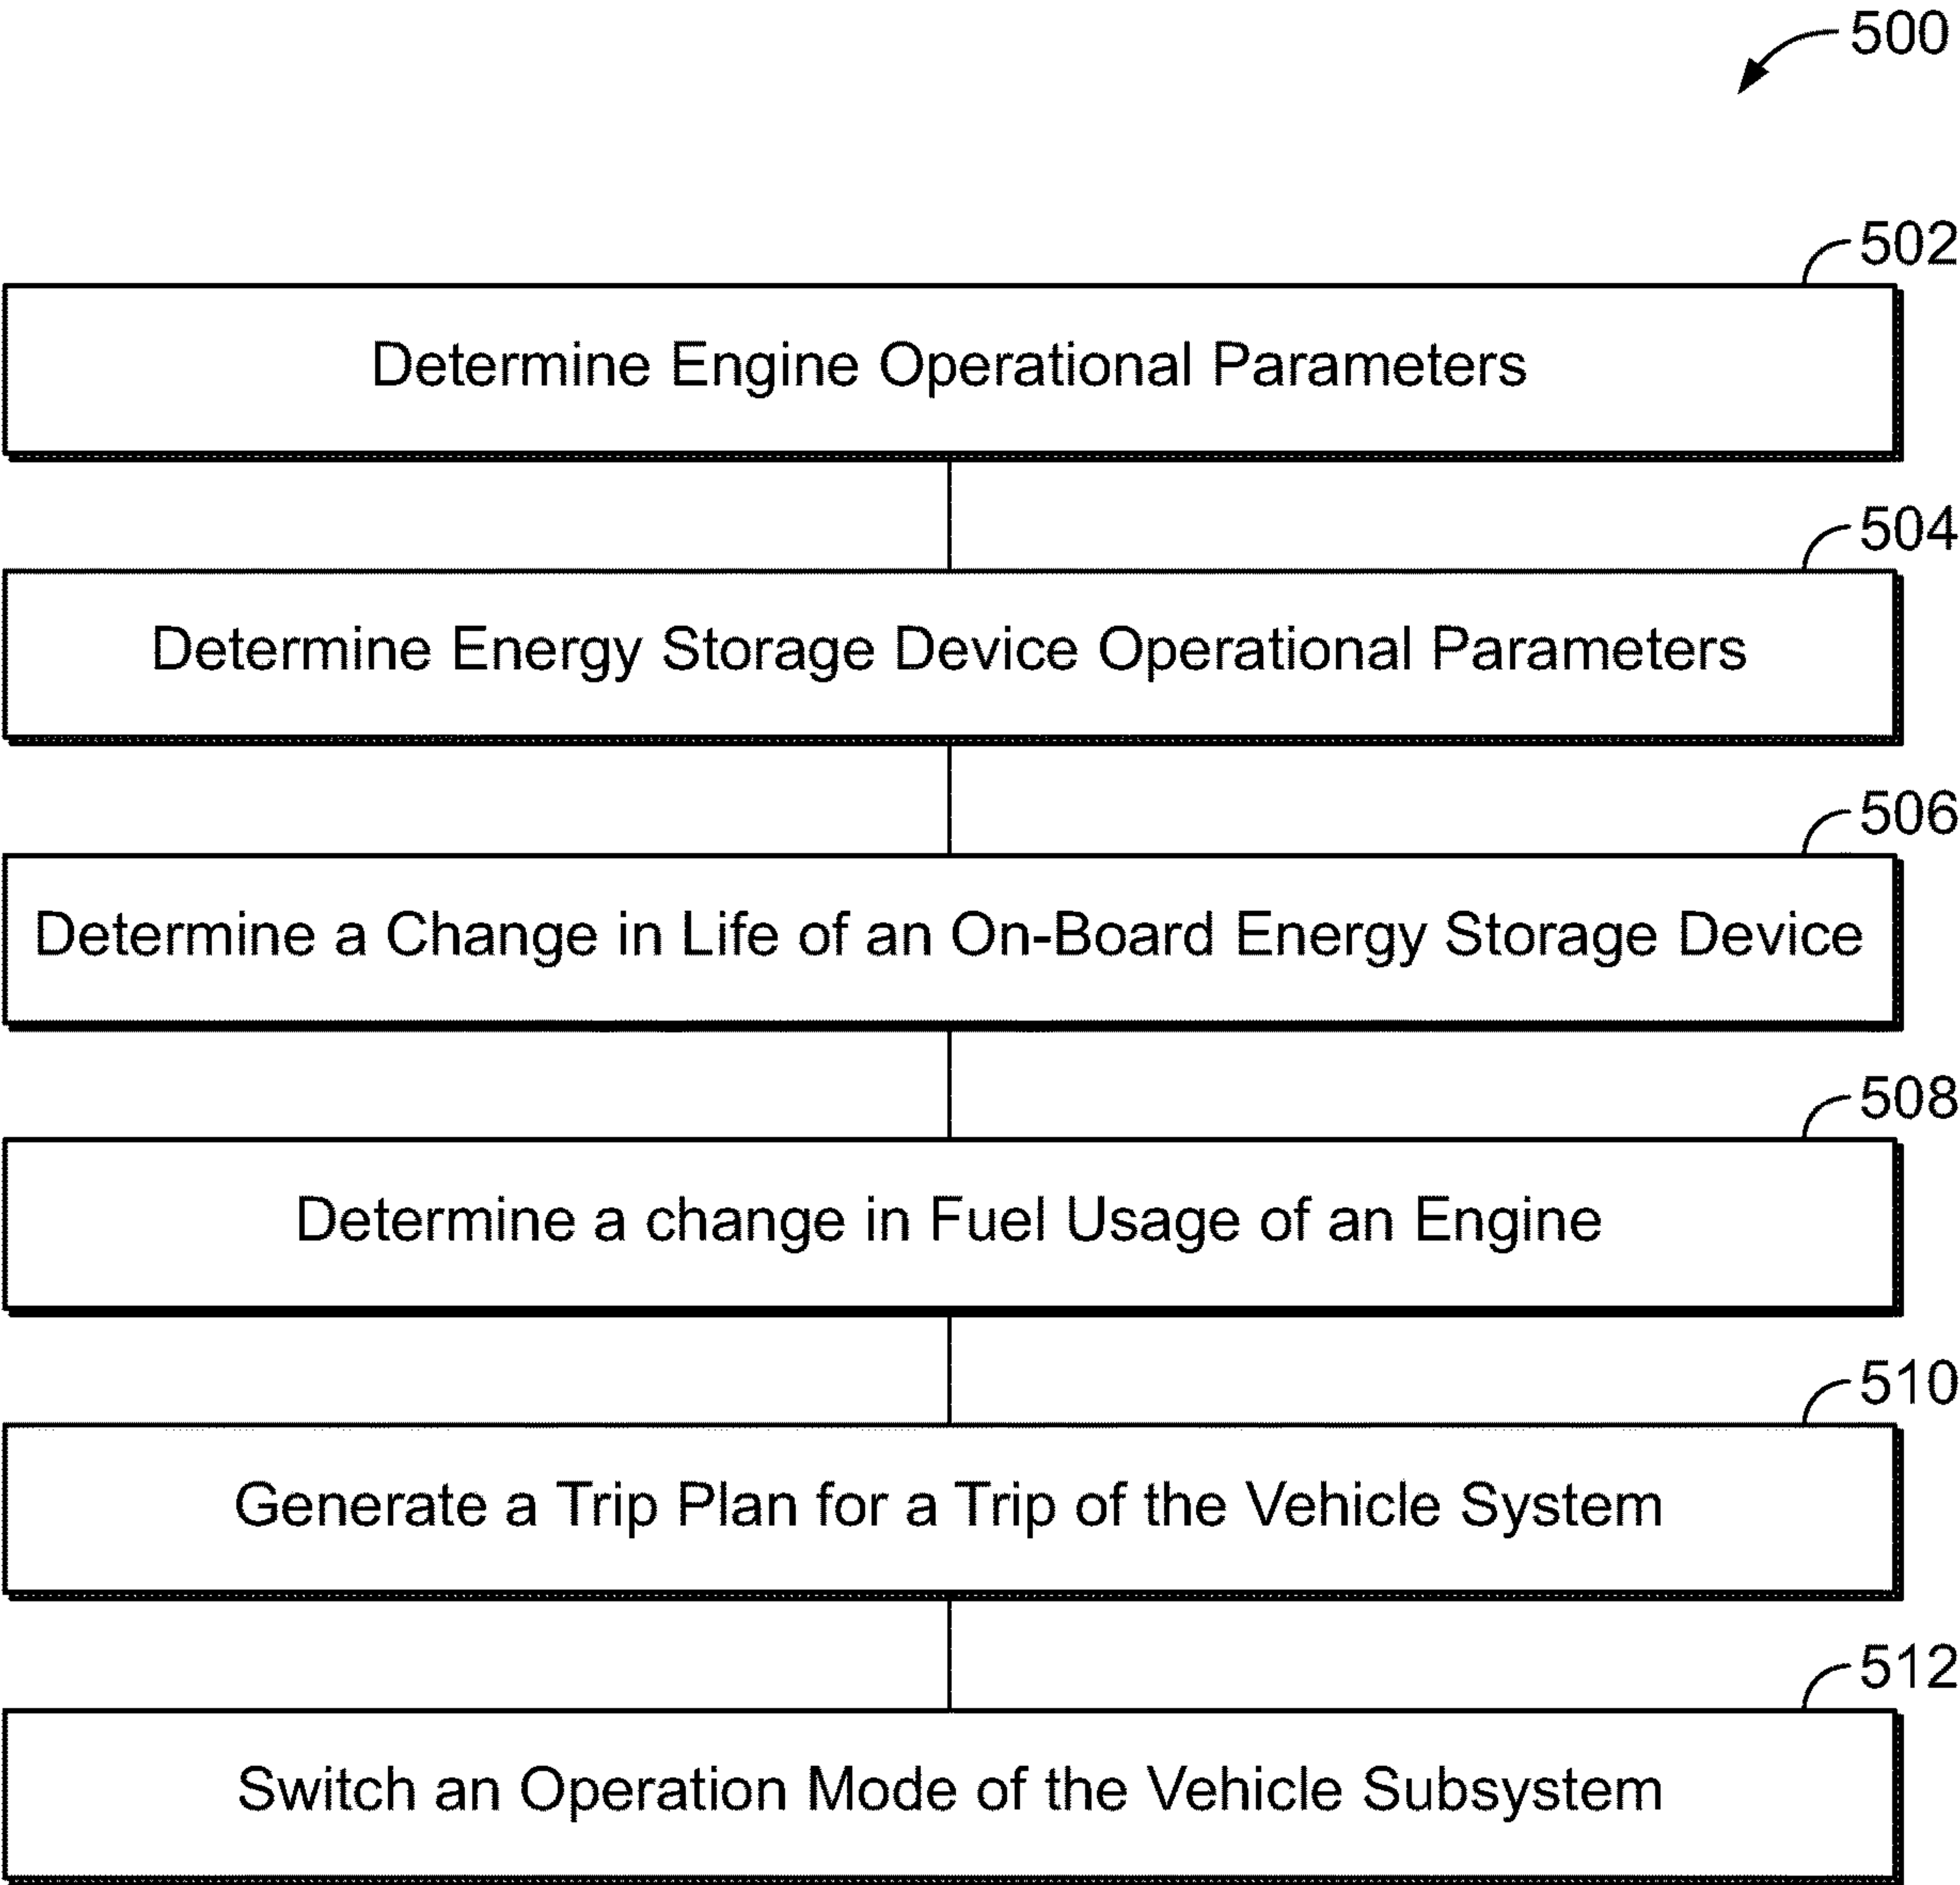 500
502
Determine Engine Operational Parameters
504
Determine Energy Storage Device Operational Parameters
506
Determine a Change in Life of an On-Board Energy Storage Device
508
Determine a change in Fuel Usage of an Engine
510
Generate a Trip Plan for a Trip of the Vehicle System
512
Switch an Operation Mode of the Vehicle Subsystem